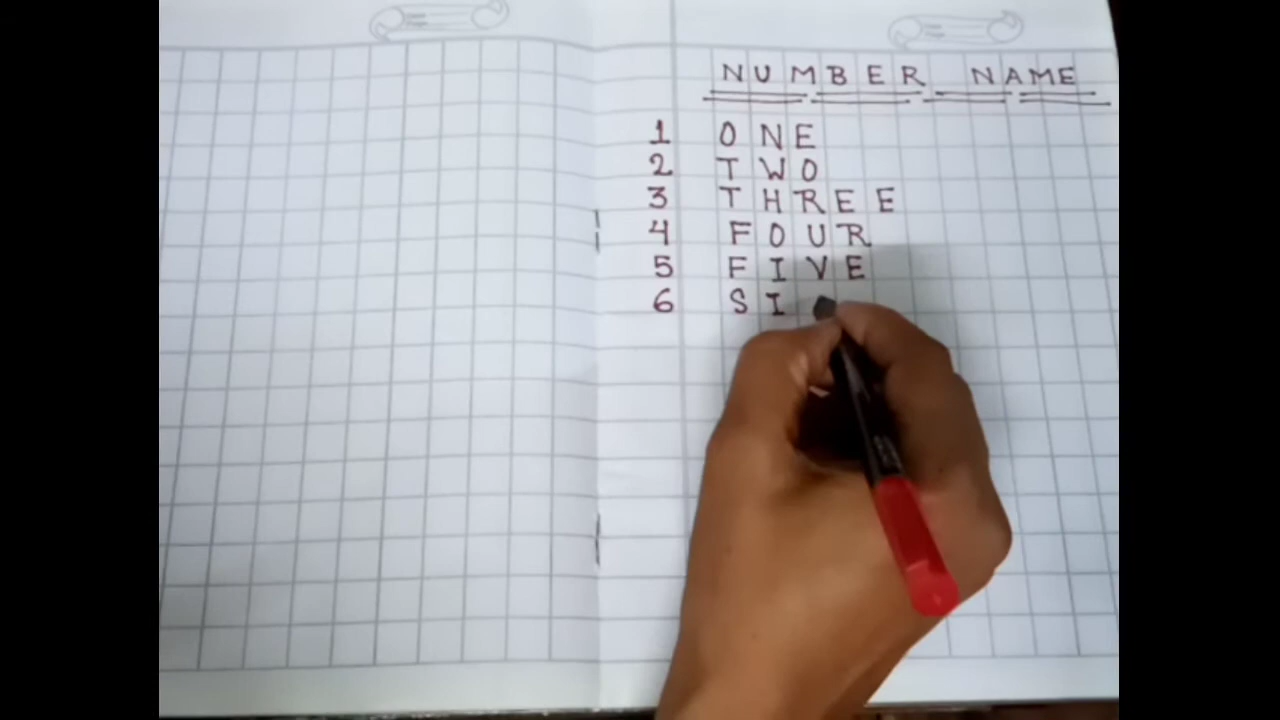 NUMBER NAME
1 ONE
2 TWO
3 THREE
4 FOUR
5 FIVE
6 SI